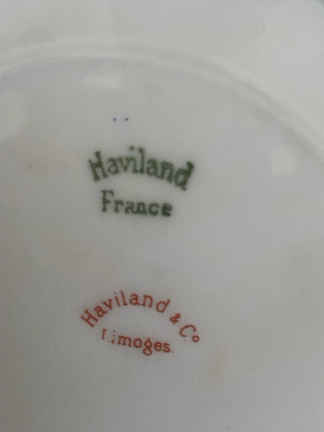 Haviland
France
Haviland & Co
Limoges